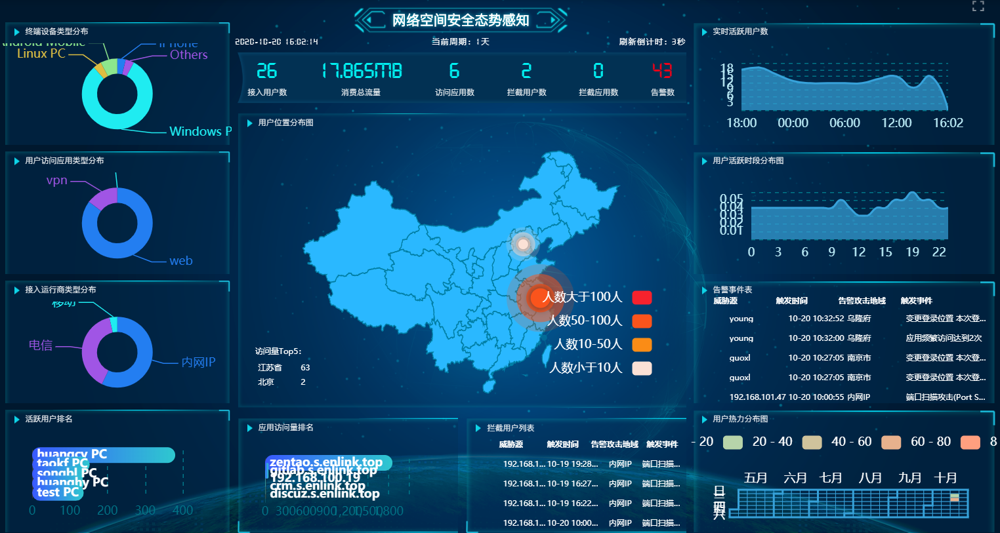 网络空间安全态势感知
2020-10-20 16:02:14
当前周期：1天
刷新倒计时：3秒
26
17.865MB
6
2
0
43
接入用户数
消费总流量
访问应用数
拦截用户数
拦截应用数
告警数
终端设备类型分布
Android Mobile
iPhone
Linux PC
Others
Windows P
用户访问应用类型分布
vpn
web
接入运行商类型分布
移动
电信
内网IP
活跃用户排名
huangcy PC
taokf PC
songbl PC
huanghy PC
test PC
0 100 200 300 400
用户位置分布图
人数大于100人
人数50-100人
人数10-50人
人数小于10人
访问量Top5：
江苏省 63
北京 2
应用访问量排名
zentao.s.enlink.top
gitlab.s.enlink.top
192.168.100.19
crm.s.enlink.top
discuz.s.enlink.top
0 300 600 900 1,200 1,500 1,800
拦截用户列表
威胁源 触发时间 告警攻击地域 触发事件
192.168.1... 10-19 19:28... 内网IP 端口扫描...
192.168.1... 10-19 16:27... 内网IP 端口扫描...
192.168.1... 10-19 16:22... 内网IP 端口扫描...
192.168.1... 10-20 10:00... 内网IP 端口扫描...
实时活跃用户数
18
15
12
9
6
3
18:00 00:00 06:00 12:00 16:02
用户活跃时段分布图
0.05
0.04
0.03
0.02
0.01
0 3 6 9 12 15 19 22
告警事件表
威胁源 触发时间 告警攻击地域 触发事件
young 10-20 10:32:52 乌隆府 变更登录位置 本次登...
young 10-20 10:32:00 乌隆府 应用频繁访问达到2次
guoxl 10-20 10:27:05 南京市 变更登录位置 本次登...
guoxl 10-20 10:27:05 南京市 变更登录位置 本次登...
192.168.101.47 10-20 10:00:55 内网IP 端口扫描攻击(Port S...
用户热力分布图
- 20 20 - 40 40 - 60 60 - 80 8
五月 六月 七月 八月 九月 十月
日
二
四
六